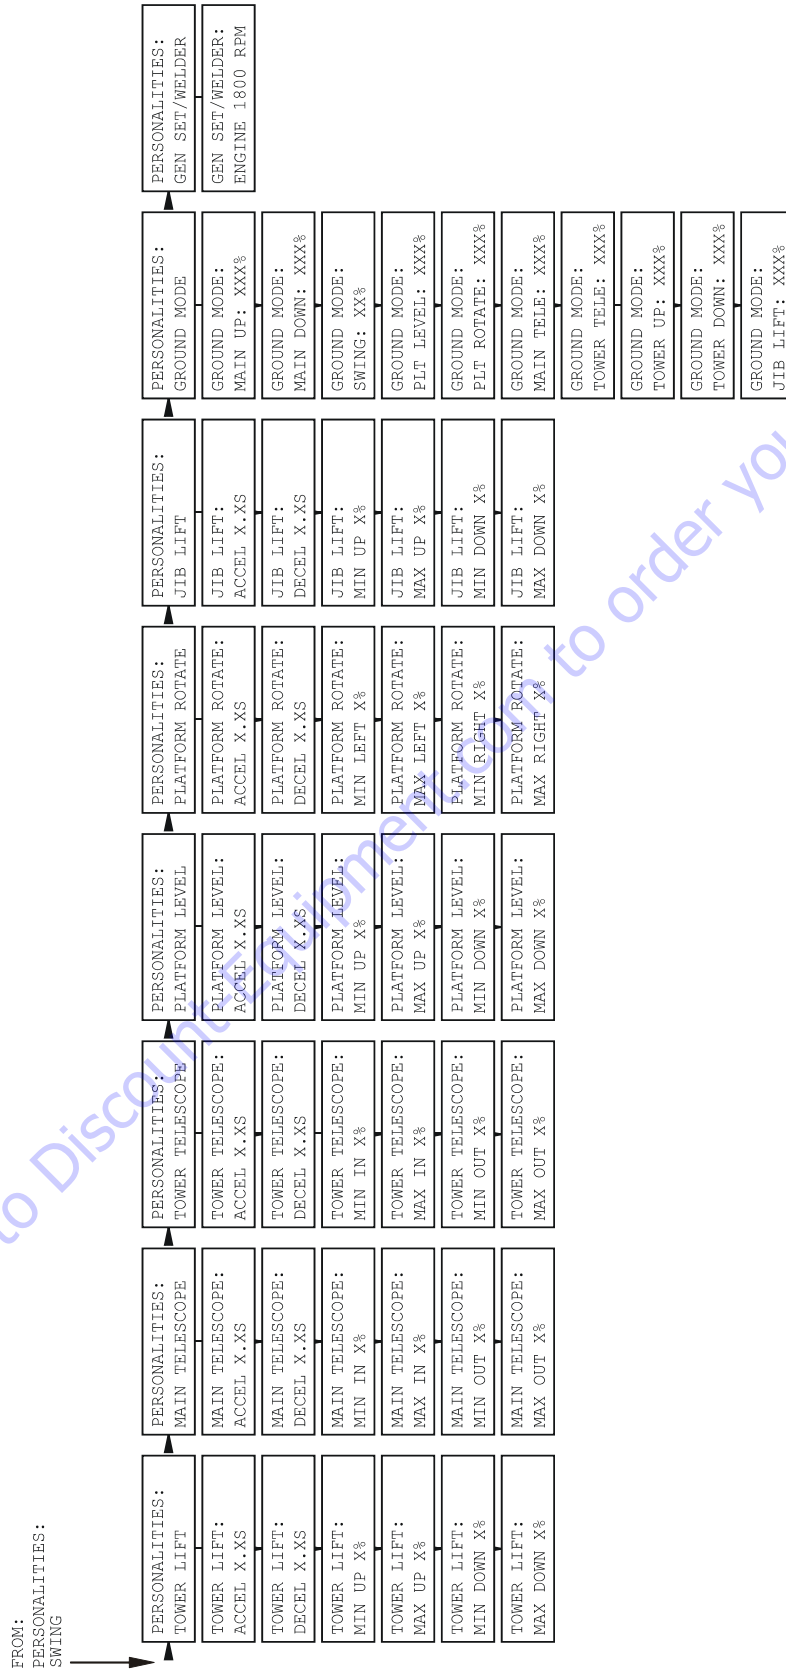 FROM:
PERSONALITIES:
SWING
PERSONALITIES:
TOWER LIFT
TOWER LIFT:
ACCEL X.XS
TOWER LIFT:
DECEL X.XS
TOWER LIFT:
MIN UP X%
TOWER LIFT:
MAX UP X%
TOWER LIFT:
MIN DOWN X%
TOWER LIFT:
MAX DOWN X%
PERSONALITIES:
MAIN TELESCOPE
MAIN TELESCOPE:
ACCEL X.XS
MAIN TELESCOPE:
DECEL X.XS
MAIN TELESCOPE:
MIN IN X%
MAIN TELESCOPE:
MAX IN X%
MAIN TELESCOPE:
MIN OUT X%
MAIN TELESCOPE:
MAX OUT X%
PERSONALITIES:
TOWER TELESCOPE
TOWER TELESCOPE:
ACCEL X.XS
TOWER TELESCOPE:
DECEL X.XS
TOWER TELESCOPE:
MIN IN X%
TOWER TELESCOPE:
MAX IN X%
TOWER TELESCOPE:
MIN OUT X%
TOWER TELESCOPE:
MAX OUT X%
PERSONALITIES:
PLATFORM LEVEL
PLATFORM LEVEL:
ACCEL X.XS
PLATFORM LEVEL:
DECEL X.XS
PLATFORM LEVEL:
MIN UP X%
PLATFORM LEVEL:
MAX UP X%
PLATFORM LEVEL:
MIN DOWN X%
PLATFORM LEVEL:
MAX DOWN X%
PERSONALITIES:
PLATFORM ROTATE
PLATFORM ROTATE:
ACCEL X.XS
PLATFORM ROTATE:
DECEL X.XS
PLATFORM ROTATE:
MIN LEFT X%
PLATFORM ROTATE:
MAX LEFT X%
PLATFORM ROTATE:
MIN RIGHT X%
PLATFORM ROTATE:
MAX RIGHT X%
PERSONALITIES:
JIB LIFT
JIB LIFT:
ACCEL X.XS
JIB LIFT:
DECEL X.XS
JIB LIFT:
MIN UP X%
JIB LIFT:
MAX UP X%
JIB LIFT:
MIN DOWN X%
JIB LIFT:
MAX DOWN X%
PERSONALITIES:
GROUND MODE
GROUND MODE:
MAIN UP: XXX%
GROUND MODE:
MAIN DOWN: XXX%
GROUND MODE:
SWING: XX%
GROUND MODE:
PLT LEVEL: XXX%
GROUND MODE:
PLT ROTATE: XXX%
GROUND MODE:
MAIN TELE: XXX%
GROUND MODE:
TOWER TELE: XXX%
GROUND MODE:
TOWER UP: XXX%
GROUND MODE:
TOWER DOWN: XXX%
GROUND MODE:
JIB LIFT: XXX%
PERSONALITIES:
GEN SET/WELDER
GEN SET/WELDER:
ENGINE 1800 RPM
to Discount-Equipment.com to order you